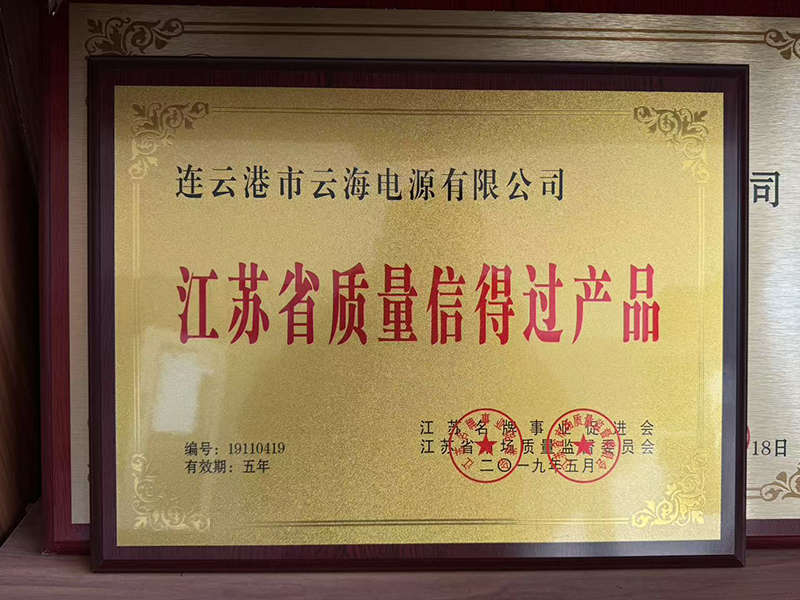 连云港市云海电源有限公司
江苏省质量信得过产品
编号：19110419
有效期：五年
江苏名牌事业促进会
江苏省市场质量监督委员会
二〇一九年五月
司
18日